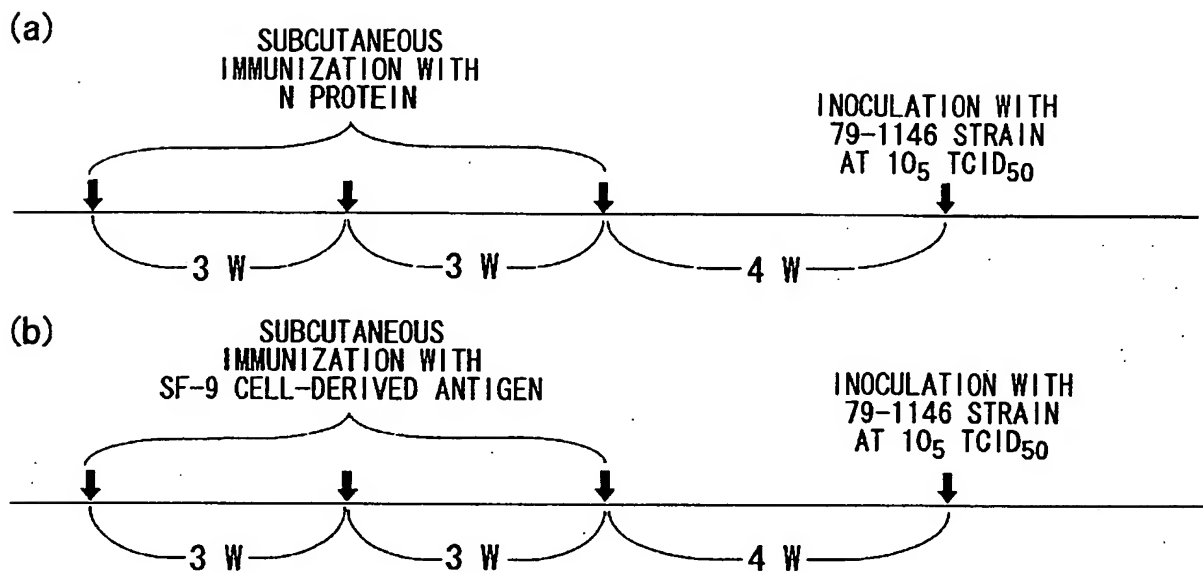 (a)
SUBCUTANEOUS
IMMUNIZATION WITH
N PROTEIN
INOCULATION WITH
79-1146 STRAIN
AT 10₅ TCID₅₀
3 W
3 W
4 W
(b)
SUBCUTANEOUS
IMMUNIZATION WITH
SF-9 CELL-DERIVED ANTIGEN
INOCULATION WITH
79-1146 STRAIN
AT 10₅ TCID₅₀
3 W
3 W
4 W